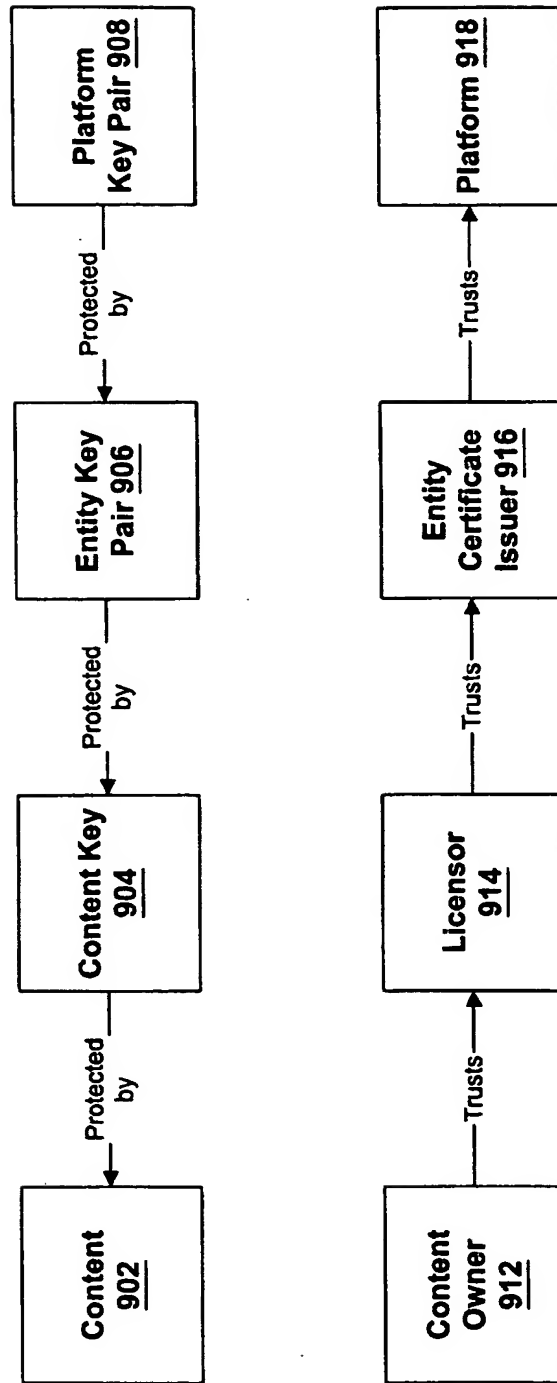 Content
902
Protected
by
Content Key
904
Protected
by
Entity Key
Pair 906
Protected
by
Platform
Key Pair 908
Content
Owner
912
Trusts
Licensor
914
Trusts
Entity
Certificate
Issuer 916
Trusts
Platform 918